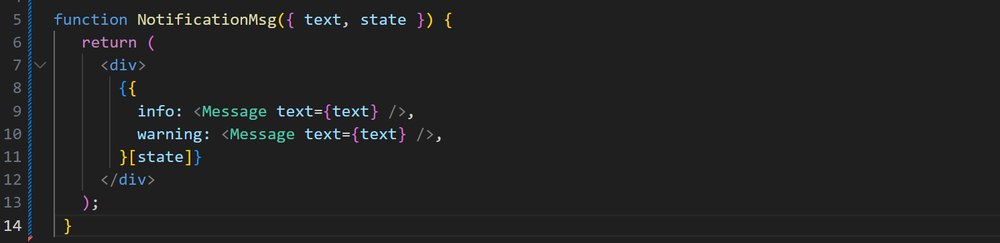 5 function NotificationMsg({ text, state }) {
6 return (
7 <div>
8 {{
9 info: <Message text={text} />,
10 warning: <Message text={text} />,
11 }[state]}
12 </div>
13 );
14 }